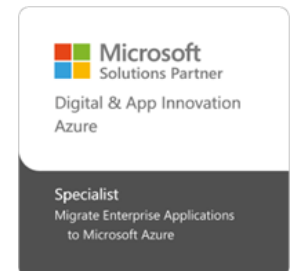 Microsoft
Solutions Partner
Digital & App Innovation
Azure
Specialist
Migrate Enterprise Applications
to Microsoft Azure